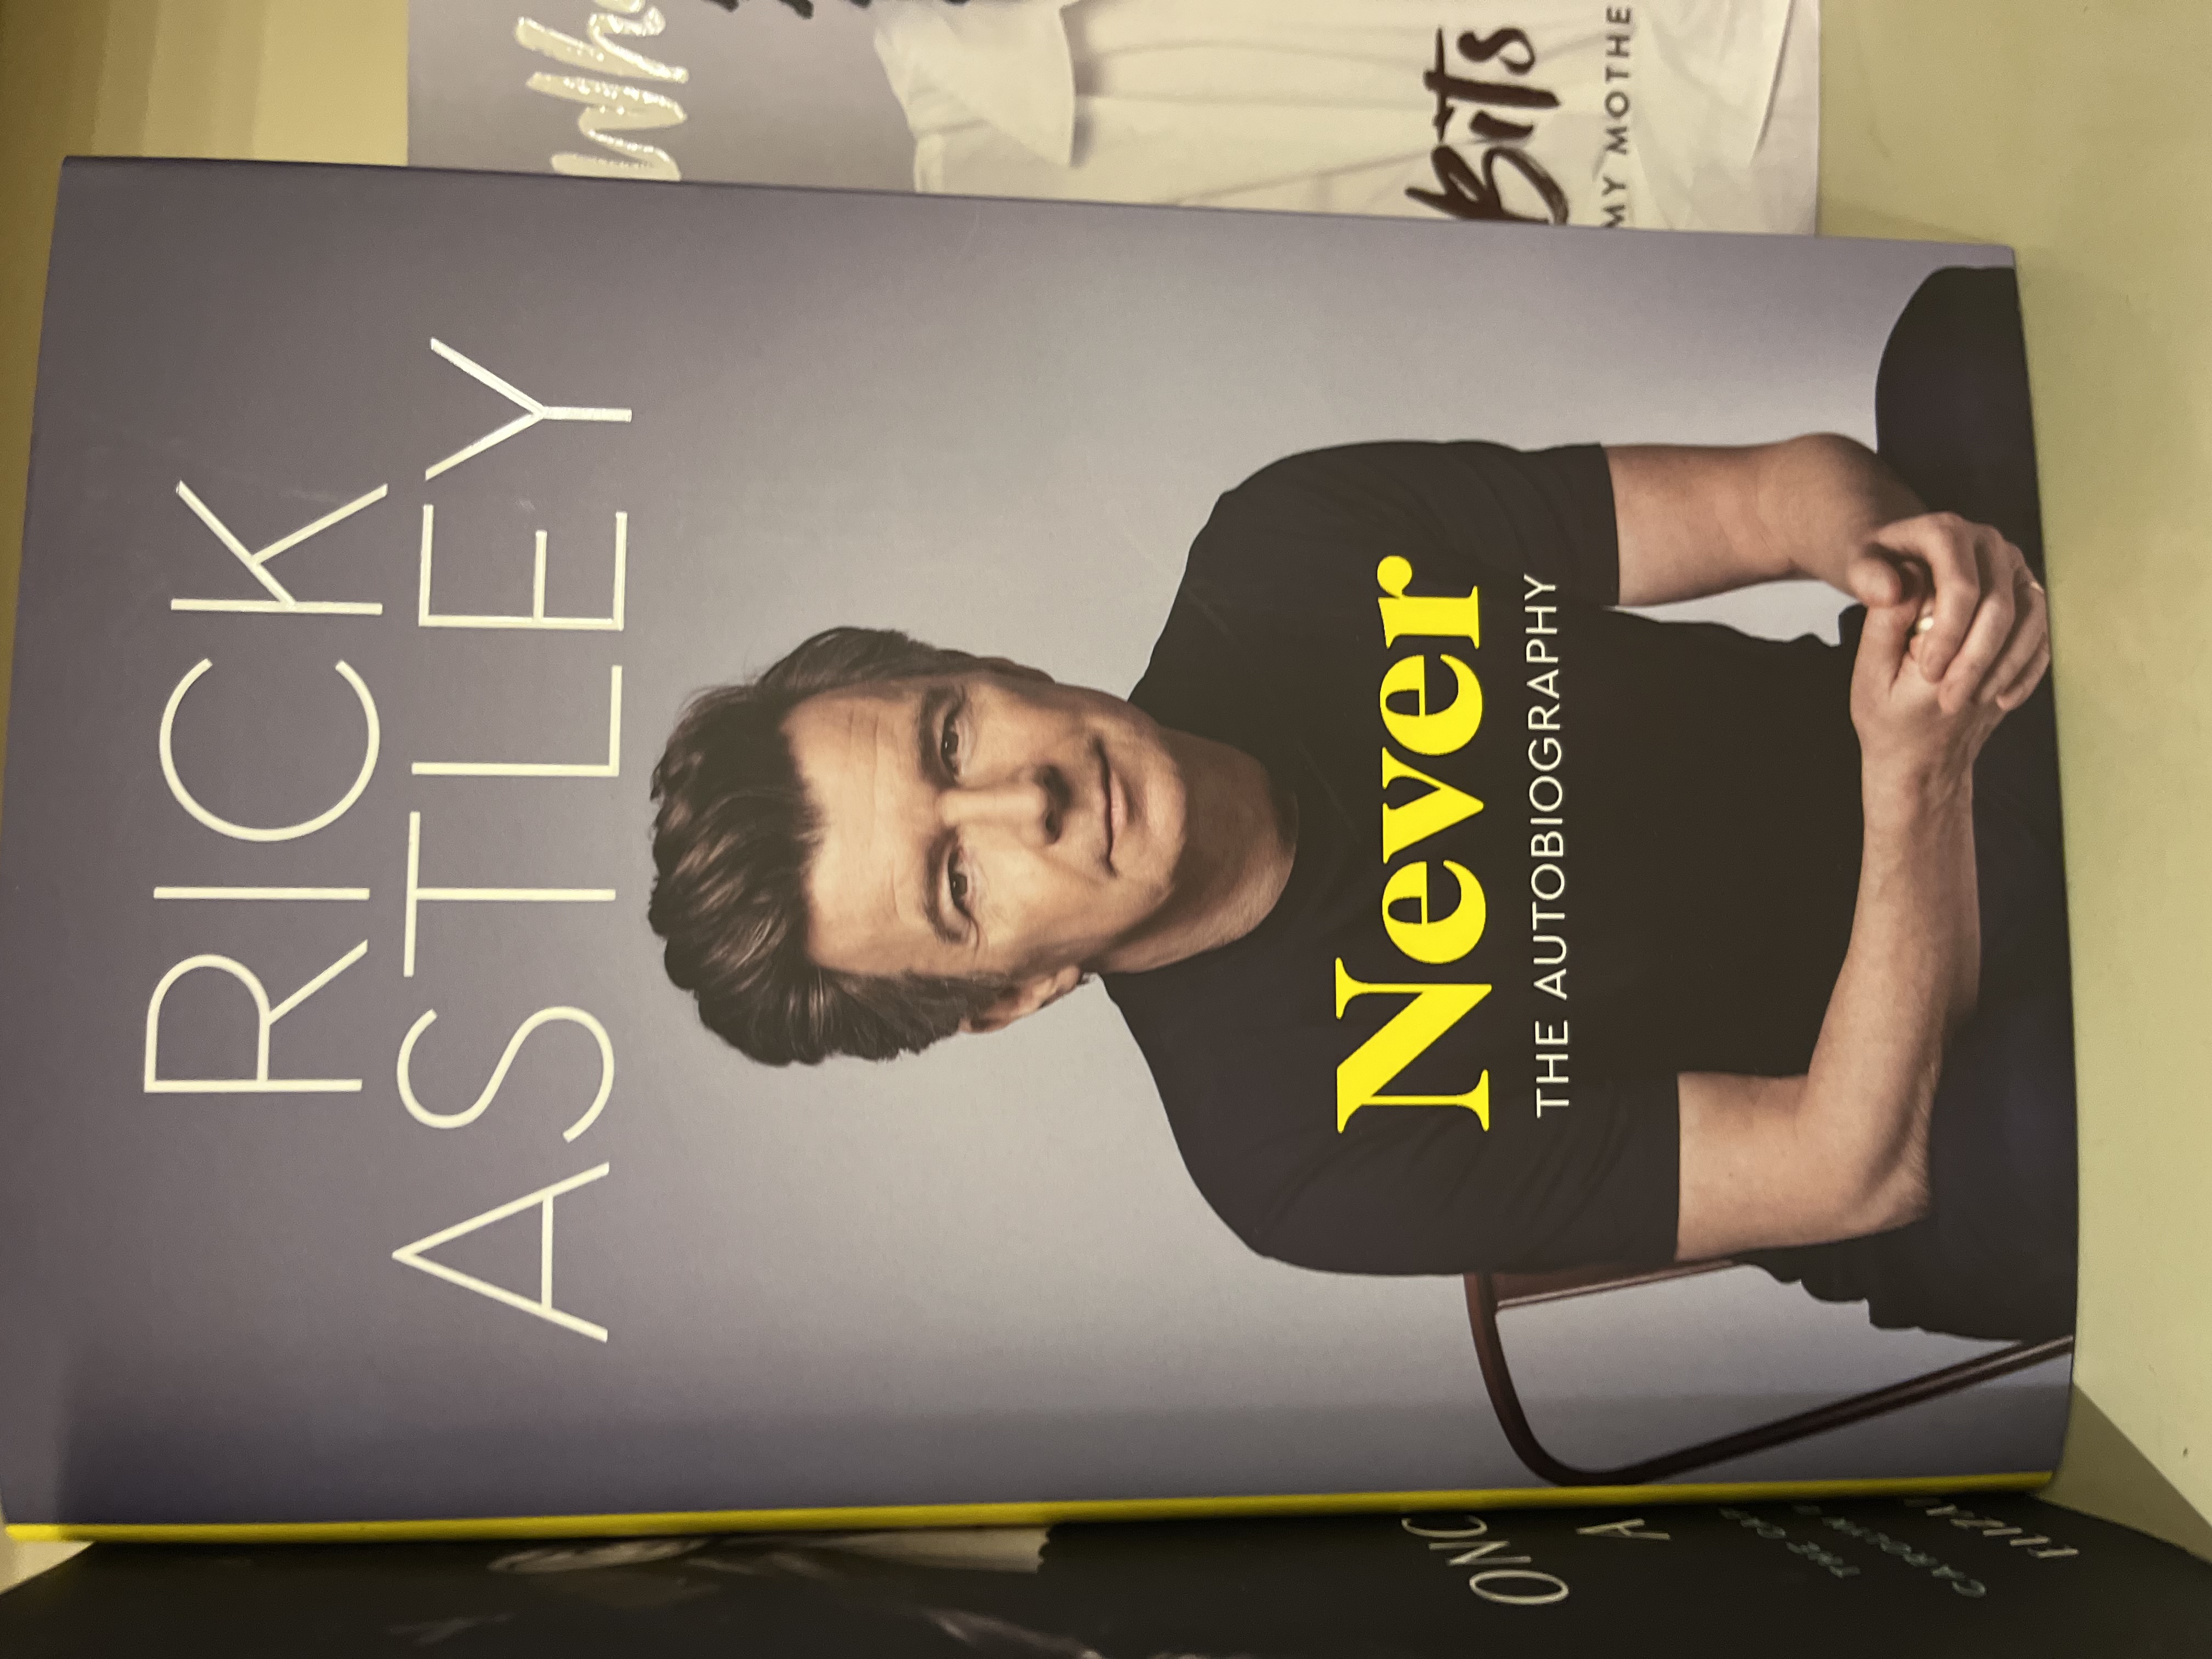 RICK
ASTLEY
Never
THE AUTOBIOGRAPHY
ONC
A
Bits
MY MOTHE